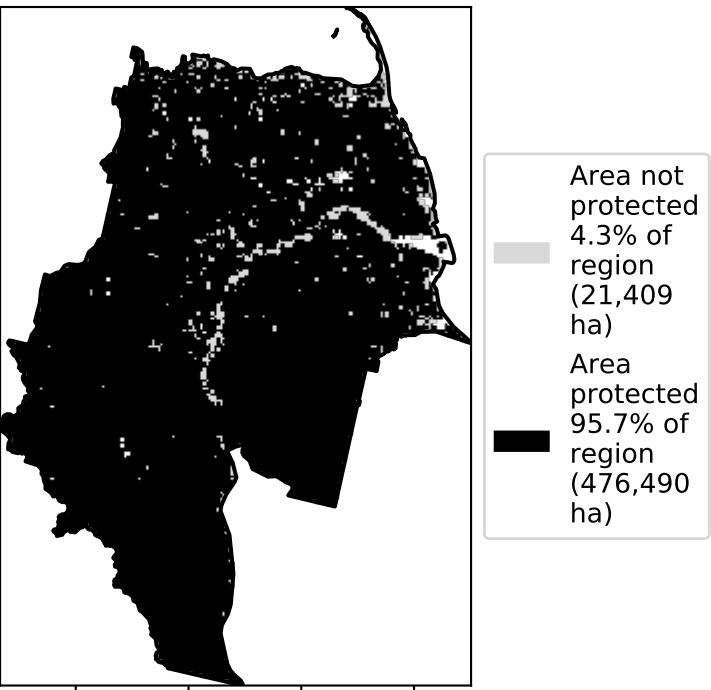 Area not
protected
4.3% of
region
(21,409
ha)
Area
protected
95.7% of
region
(476,490
ha)